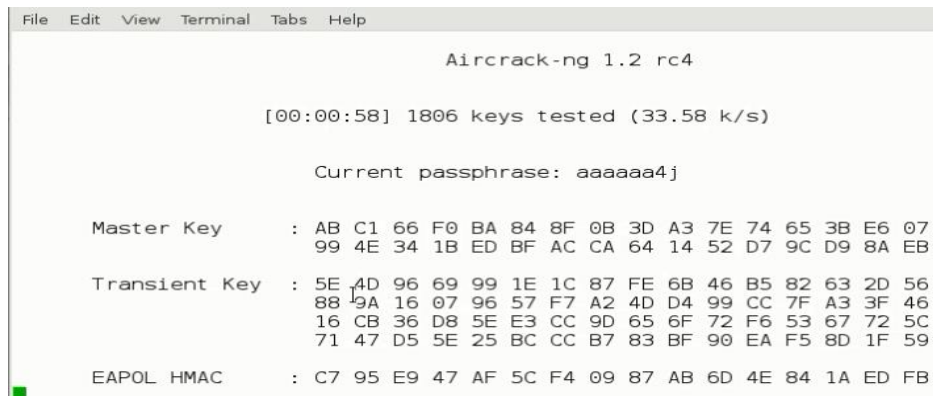 File Edit View Terminal Tabs Help
Aircrack-ng 1.2 rc4
[00:00:58] 1806 keys tested (33.58 k/s)
Current passphrase: aaaaaa4j
Master Key : AB C1 66 F0 BA 84 8F 0B 3D A3 7E 74 65 3B E6 07
99 4E 34 1B ED BF AC CA 64 14 52 D7 9C D9 8A EB
Transient Key : 5E 4D 96 69 99 1E 1C 87 FE 6B 46 B5 82 63 2D 56
88 9A 16 07 96 57 F7 A2 4D D4 99 CC 7F A3 3F 46
16 CB 36 D8 5E E3 CC 9D 65 6F 72 F6 53 67 72 5C
71 47 D5 5E 25 BC CC B7 83 BF 90 EA F5 8D 1F 59
EAPOL HMAC : C7 95 E9 47 AF 5C F4 09 87 AB 6D 4E 84 1A ED FB